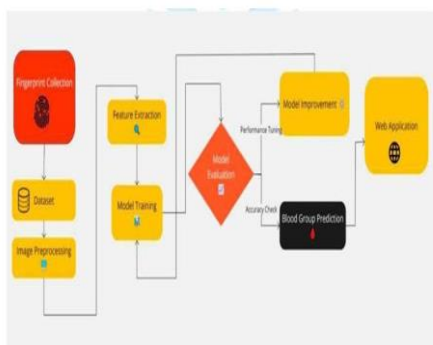 Fingerprint Collection
Dataset
Image Preprocessing
Feature Extraction
Model Training
Model
Evaluation
Performance Tuning
Accuracy Check
Model Improvement
Blood Group Prediction
Web Application